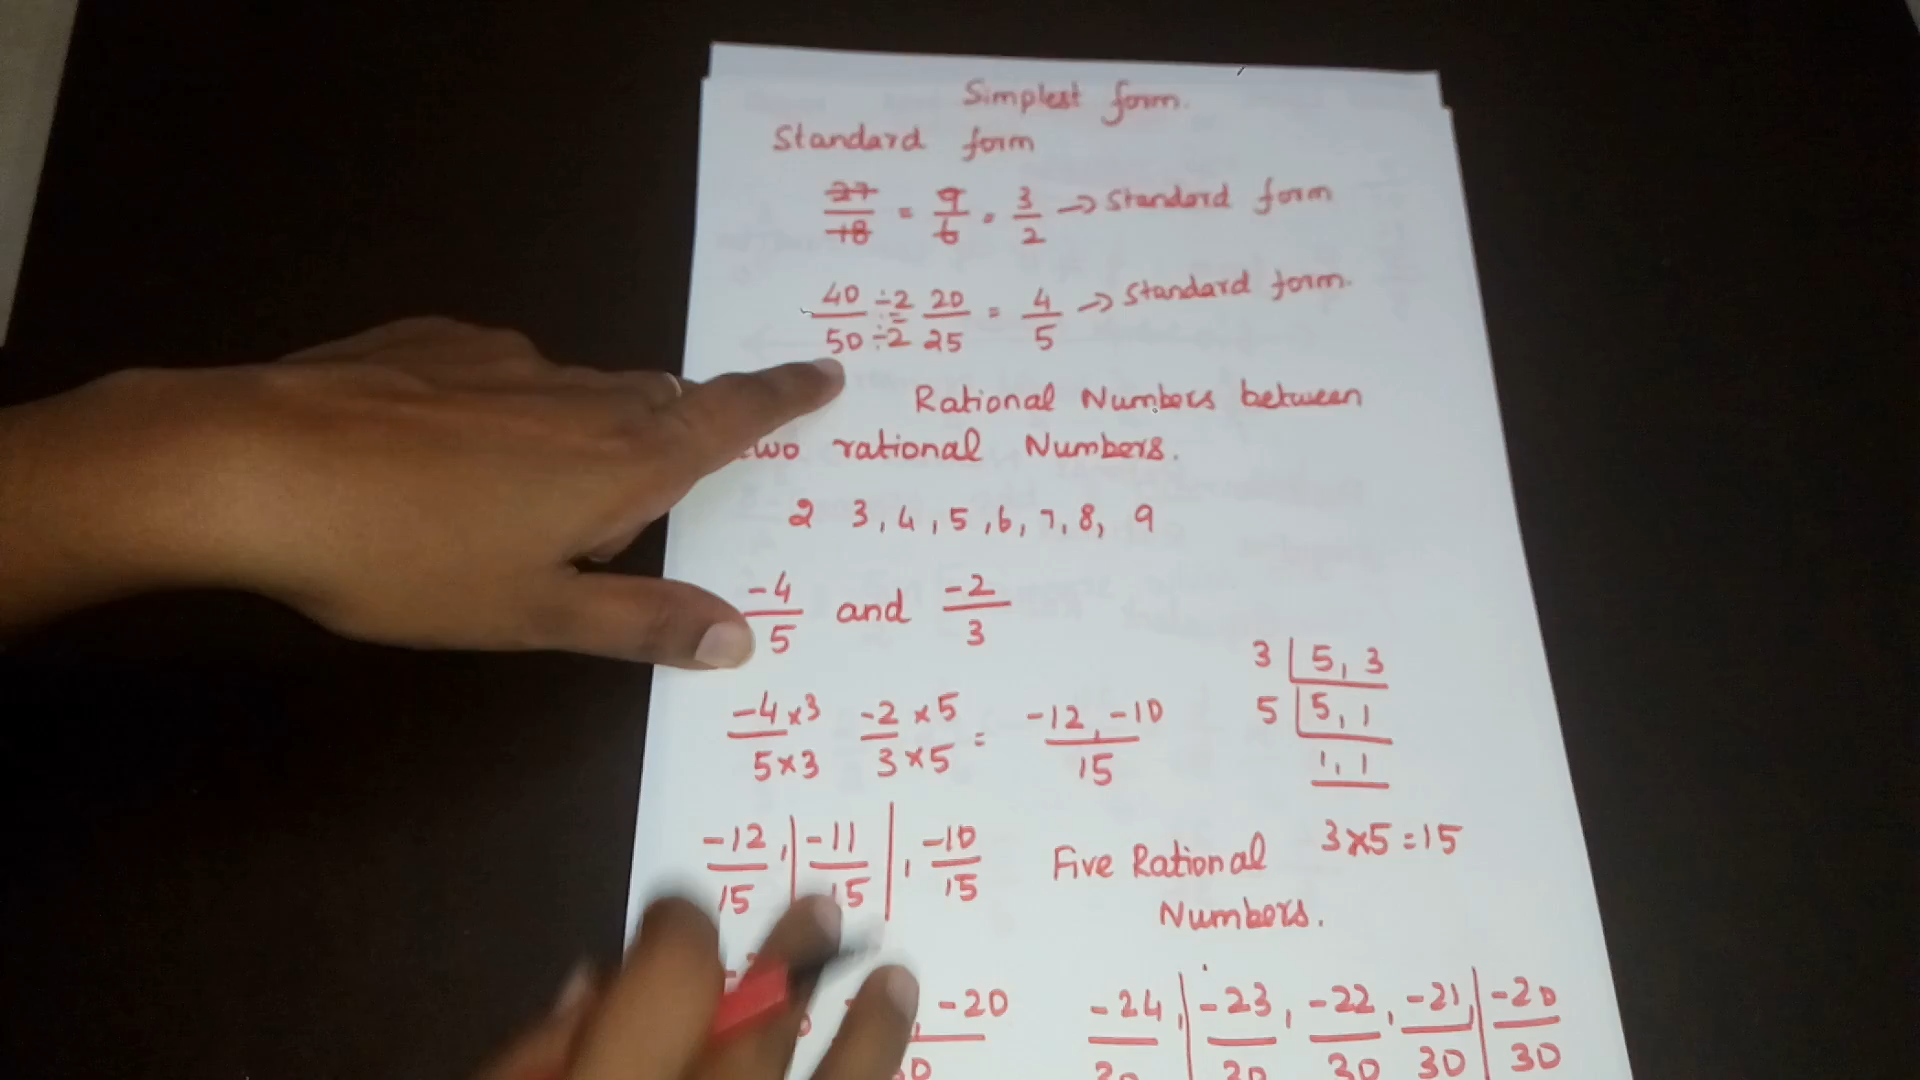 Simplest form.
Standard form
27/18 = 9/6 = 3/2 → Standard form
40/50 ÷2/÷2 = 20/25 = 4/5 → Standard form.
Rational Numbers between
two rational Numbers.
2 3, 4, 5, 6, 7, 8, 9
-4/5 and -2/3
3 | 5, 3
5 | 5, 1
1, 1
-4×3/5×3 -2×5/3×5 = -12, -10/15
3×5=15
-12/15, | -11/15 |, -10/15
Five Rational
Numbers.
-20
-24/30, | -23/30, -22/30, -21/30, | -20/30